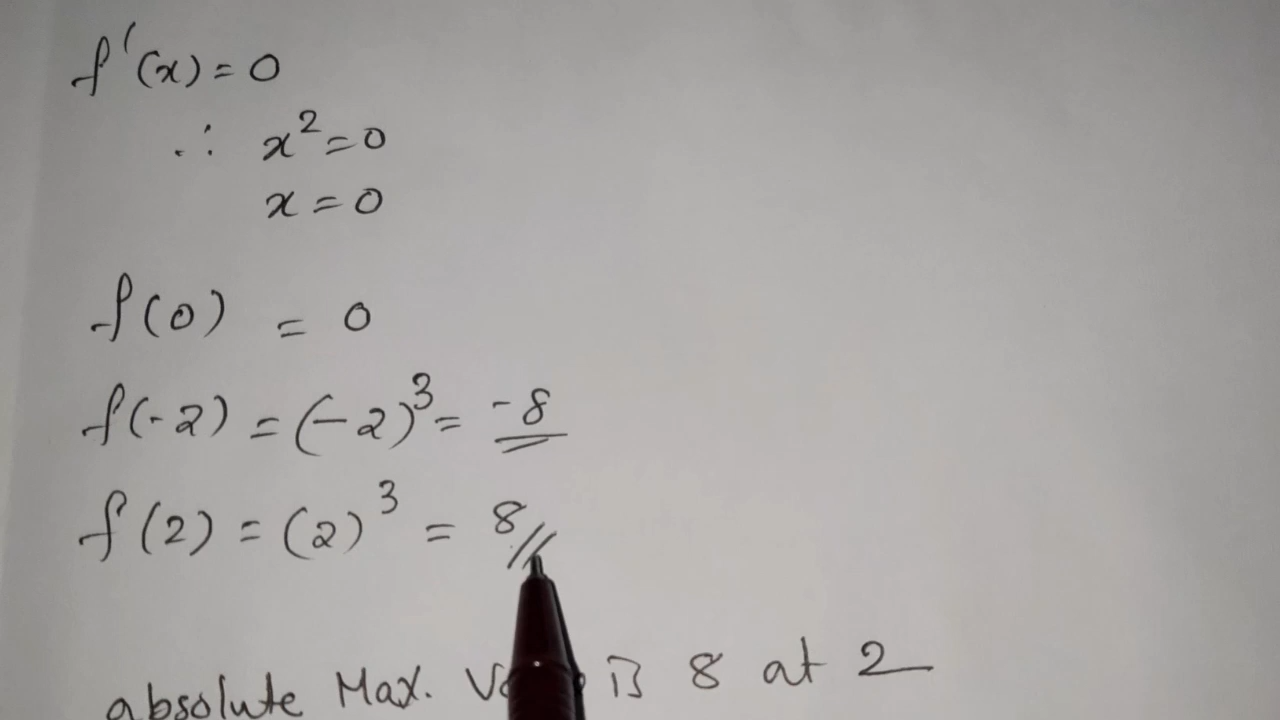 f'(x) = 0
∴ x² = 0
x = 0
f(0) = 0
f(-2) = (-2)³ = -8
f(2) = (2)³ = 8
absolute Max. is 8 at 2